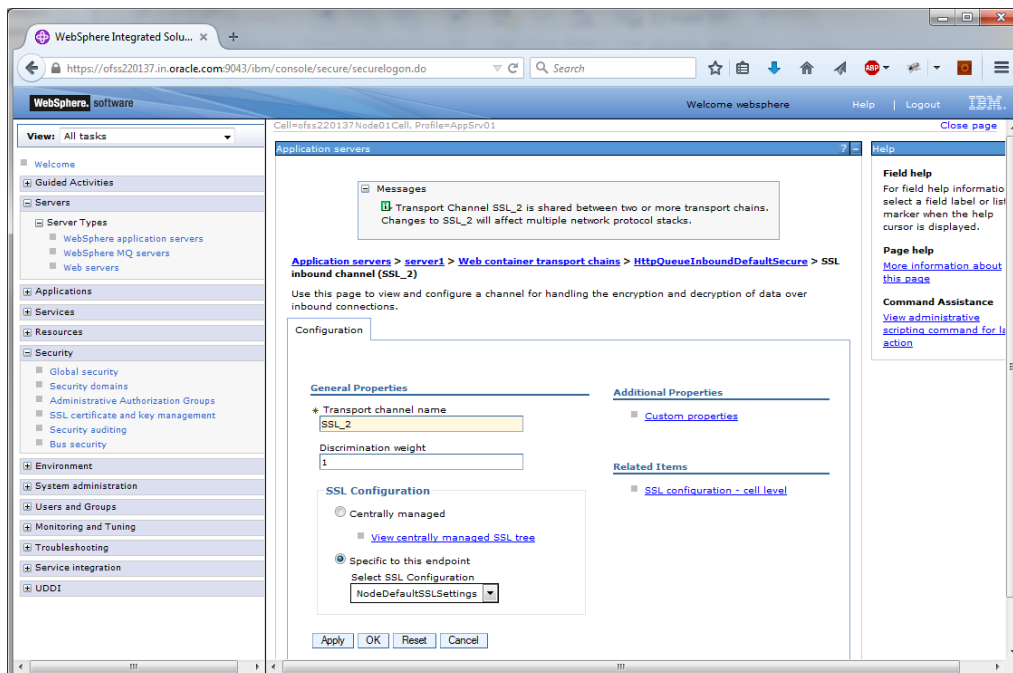 WebSphere Integrated Solu...
https://ofss220137.in.oracle.com:9043/ibm/console/secure/securelogon.do
Search
ABP
WebSphere. software
Welcome websphere
Help | Logout
IBM.
View: All tasks
Welcome
Guided Activities
Servers
Server Types
WebSphere application servers
WebSphere MQ servers
Web servers
Applications
Services
Resources
Security
Global security
Security domains
Administrative Authorization Groups
SSL certificate and key management
Security auditing
Bus security
Environment
System administration
Users and Groups
Monitoring and Tuning
Troubleshooting
Service integration
UDDI
Cell=ofss220137Node01Cell, Profile=AppSrv01
Close page
Application servers
? -
Messages
Transport Channel SSL_2 is shared between two or more transport chains.
Changes to SSL_2 will affect multiple network protocol stacks.
Application servers > server1 > Web container transport chains > HttpQueueInboundDefaultSecure > SSL
inbound channel (SSL_2)
Use this page to view and configure a channel for handling the encryption and decryption of data over
inbound connections.
Configuration
General Properties
* Transport channel name
SSL_2
Discrimination weight
1
SSL Configuration
Centrally managed
View centrally managed SSL tree
Specific to this endpoint
Select SSL Configuration
NodeDefaultSSLSettings
Apply OK Reset Cancel
Additional Properties
Custom properties
Related Items
SSL configuration - cell level
Help
Field help
For field help informatio
select a field label or list
marker when the help
cursor is displayed.
Page help
More information about
this page
Command Assistance
View administrative
scripting command for la
action